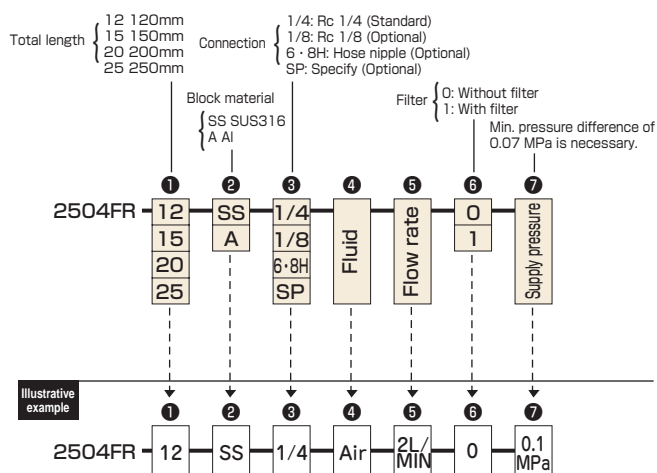 Total length
12 120mm
15 150mm
20 200mm
25 250mm
Connection
1/4: Rc 1/4 (Standard)
1/8: Rc 1/8 (Optional)
6・8H: Hose nipple (Optional)
SP: Specify (Optional)
Block material
SS SUS316
A Al
Filter
0: Without filter
1: With filter
Min. pressure difference of
0.07 MPa is necessary.
❶ ❷ ❸ ❹ ❺ ❻ ❼
2504FR 12 SS 1/4 Fluid Flow rate 0 Supply pressure
15 A 1/8 1
20 6・8H
25 SP
Illustrative
example
❶ ❷ ❸ ❹ ❺ ❻ ❼
2504FR 12 SS 1/4 Air 2L/MIN 0 0.1 MPa